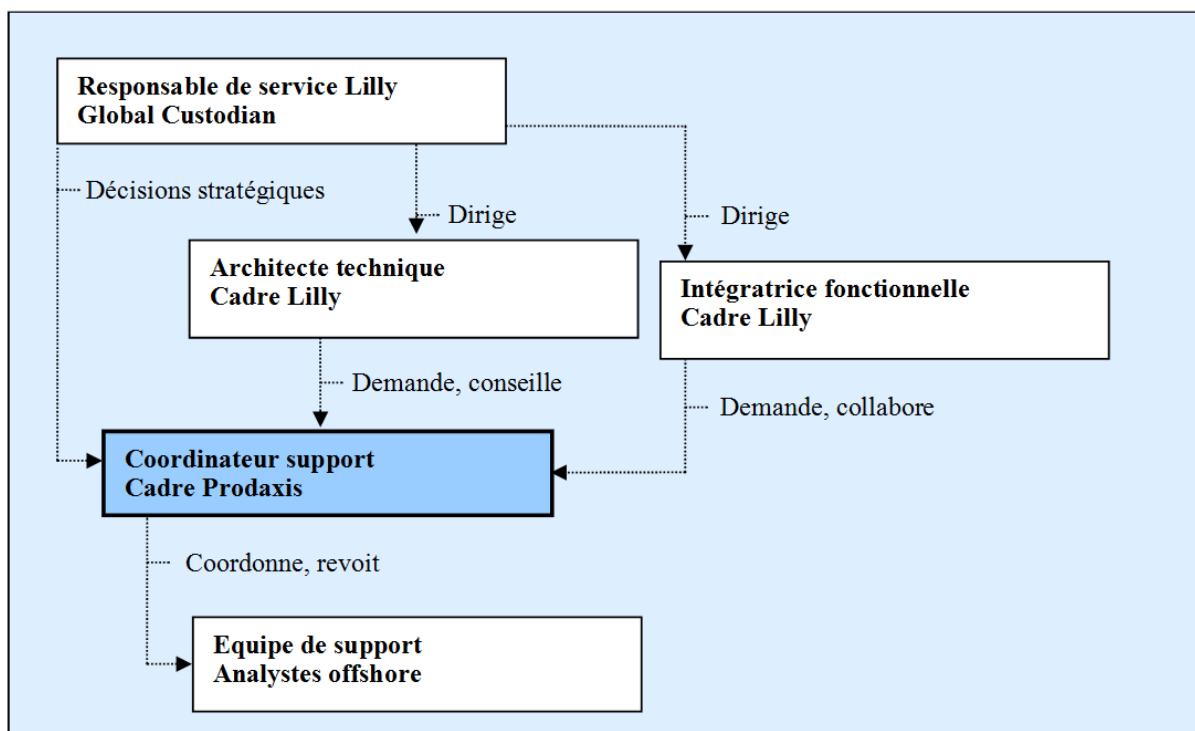 Responsable de service Lilly
Global Custodian
Décisions stratégiques
Dirige
Dirige
Architecte technique
Cadre Lilly
Intégratrice fonctionnelle
Cadre Lilly
Demande, conseille
Demande, collabore
Coordinateur support
Cadre Prodaxis
Coordonne, revoit
Equipe de support
Analystes offshore